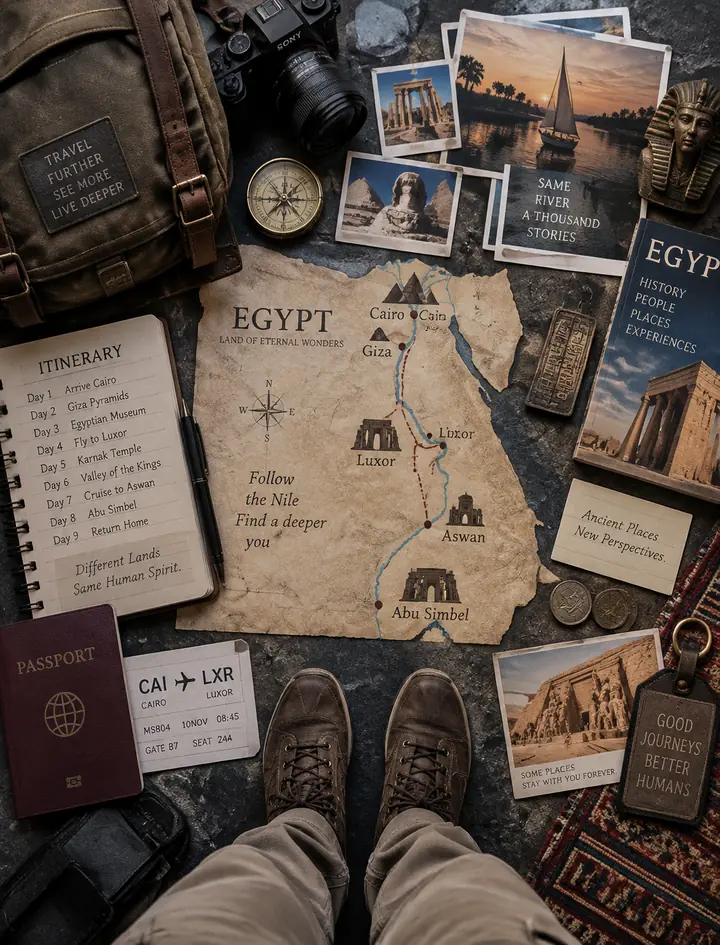 SONY
TRAVEL
FURTHER
SEE MORE
LIVE DEEPER
SAME
RIVER
A THOUSAND
STORIES
EGYP
HISTORY
PEOPLE
PLACES
EXPERIENCES
EGYPT
LAND OF ETERNAL WONDERS
N
W E
S
Cairo
Giza
Luxor
Aswan
Abu Simbel
Follow
the Nile
Find a deeper
you
ITINERARY
Day 1 Arrive Cairo
Day 2 Giza Pyramids
Day 3 Egyptian Museum
Day 4 Fly to Luxor
Day 5 Karnak Temple
Day 6 Valley of the Kings
Day 7 Cruise to Aswan
Day 8 Abu Simbel
Day 9 Return Home
Different Lands
Same Human Spirit.
Ancient Places
New Perspectives.
PASSPORT
CAI LXR
CAIRO LUXOR
MS804 10NOV 08:45
GATE B7 SEAT 24A
SOME PLACES
STAY WITH YOU FOREVER
GOOD
JOURNEYS
BETTER
HUMANS